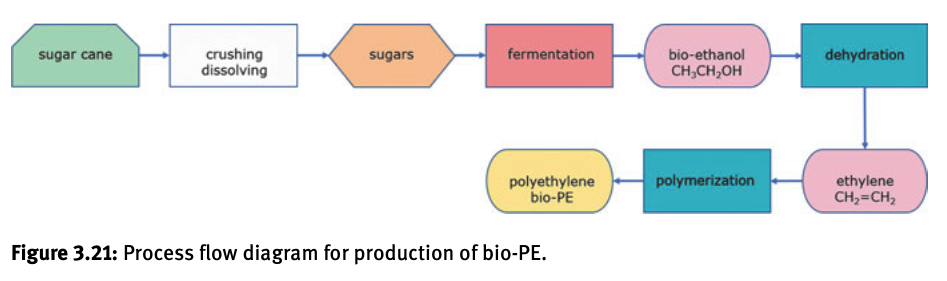 sugar cane
crushing
dissolving
sugars
fermentation
bio-ethanol
CH₃CH₂OH
dehydration
polyethylene
bio-PE
polymerization
ethylene
CH₂=CH₂
Figure 3.21: Process flow diagram for production of bio-PE.